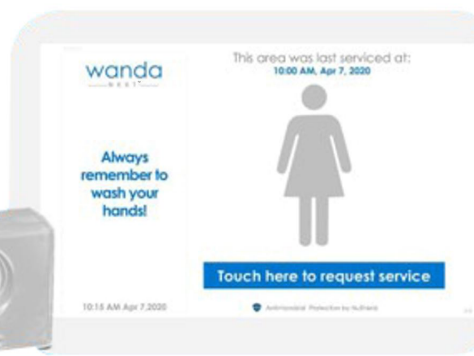 wanda
NEXT™
Always
remember to
wash your
hands!
10:15 AM Apr 7,2020
This area was last serviced at:
10:00 AM, Apr 7, 2020
Touch here to request service
Antimicrobial Protection by